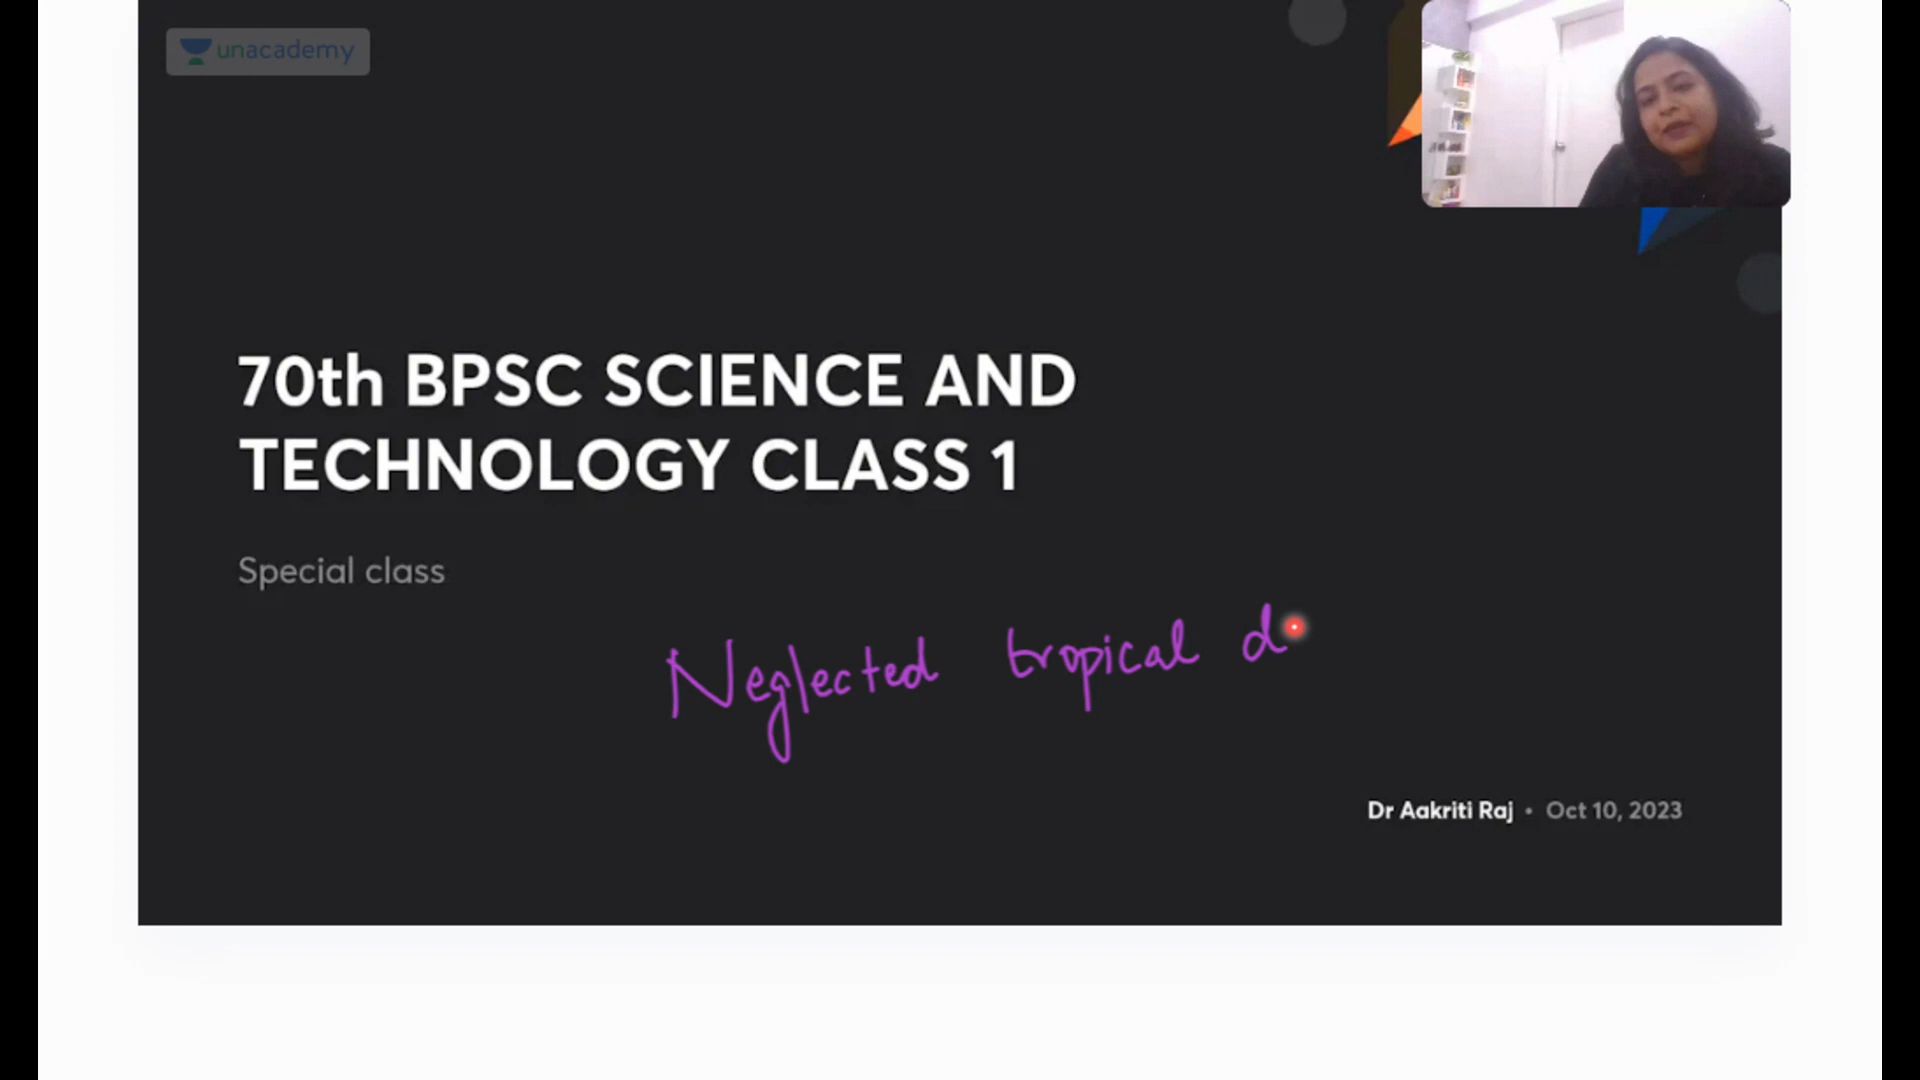 unacademy
70th BPSC SCIENCE AND
TECHNOLOGY CLASS 1
Special class
Neglected tropical d
Dr Aakriti Raj • Oct 10, 2023